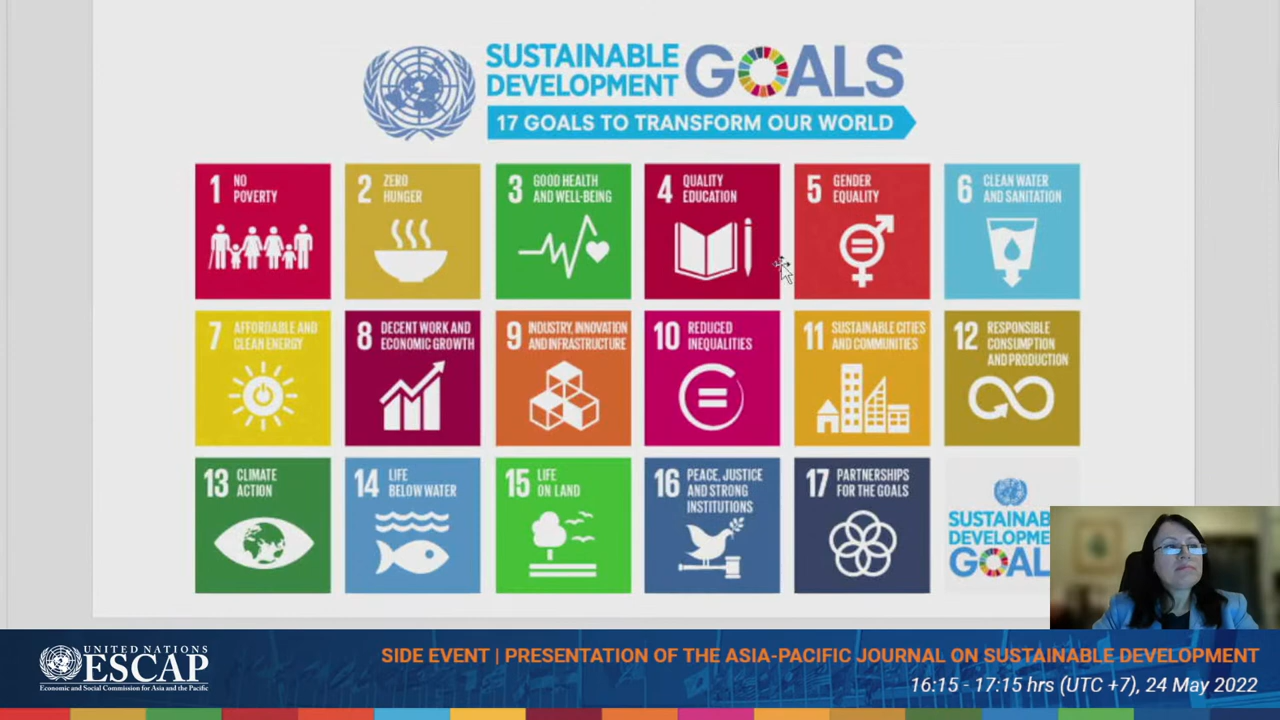 SUSTAINABLE
DEVELOPMENT
GOALS
17 GOALS TO TRANSFORM OUR WORLD
1 NO
POVERTY
2 ZERO
HUNGER
3 GOOD HEALTH
AND WELL-BEING
4 QUALITY
EDUCATION
5 GENDER
EQUALITY
6 CLEAN WATER
AND SANITATION
7 AFFORDABLE AND
CLEAN ENERGY
8 DECENT WORK AND
ECONOMIC GROWTH
9 INDUSTRY, INNOVATION
AND INFRASTRUCTURE
10 REDUCED
INEQUALITIES
11 SUSTAINABLE CITIES
AND COMMUNITIES
12 RESPONSIBLE
CONSUMPTION
AND PRODUCTION
13 CLIMATE
ACTION
14 LIFE
BELOW WATER
15 LIFE
ON LAND
16 PEACE, JUSTICE
AND STRONG
INSTITUTIONS
17 PARTNERSHIPS
FOR THE GOALS
SUSTAINAB
DEVELOPME
GOAL
UNITED NATIONS
ESCAP
Economic and Social Commission for Asia and the Pacific
SIDE EVENT | PRESENTATION OF THE ASIA-PACIFIC JOURNAL ON SUSTAINABLE DEVELOPMENT
16:15 - 17:15 hrs (UTC +7), 24 May 2022